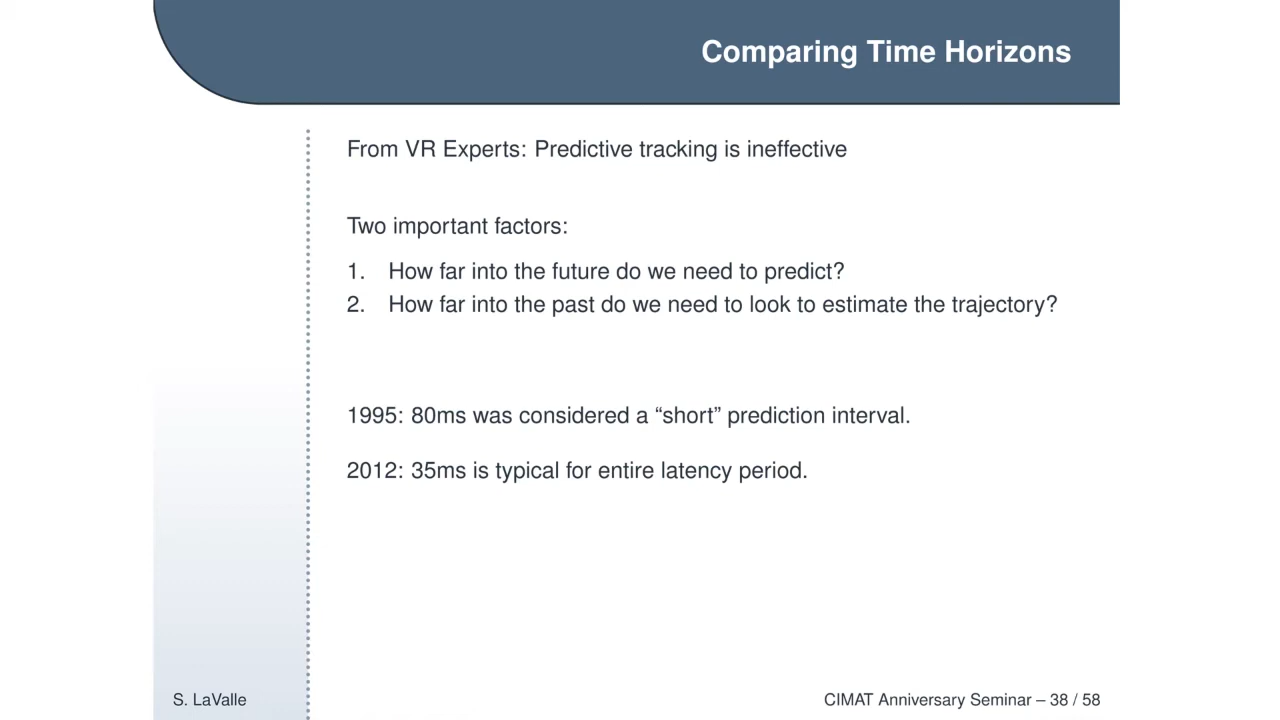 Comparing Time Horizons
From VR Experts: Predictive tracking is ineffective
Two important factors:
1. How far into the future do we need to predict?
2. How far into the past do we need to look to estimate the trajectory?
1995: 80ms was considered a “short” prediction interval.
2012: 35ms is typical for entire latency period.
S. LaValle
CIMAT Anniversary Seminar – 38 / 58